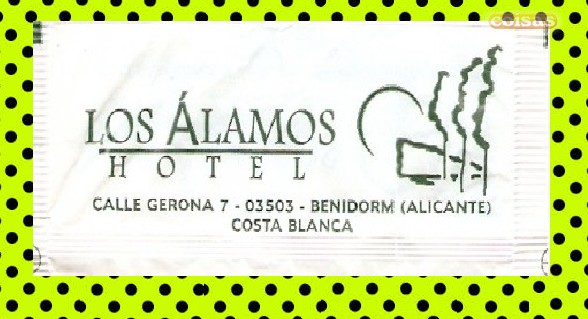 coisas
LOS ÁLAMOS
HOTEL
CALLE GERONA 7 - 03503 - BENIDORM (ALICANTE)
COSTA BLANCA